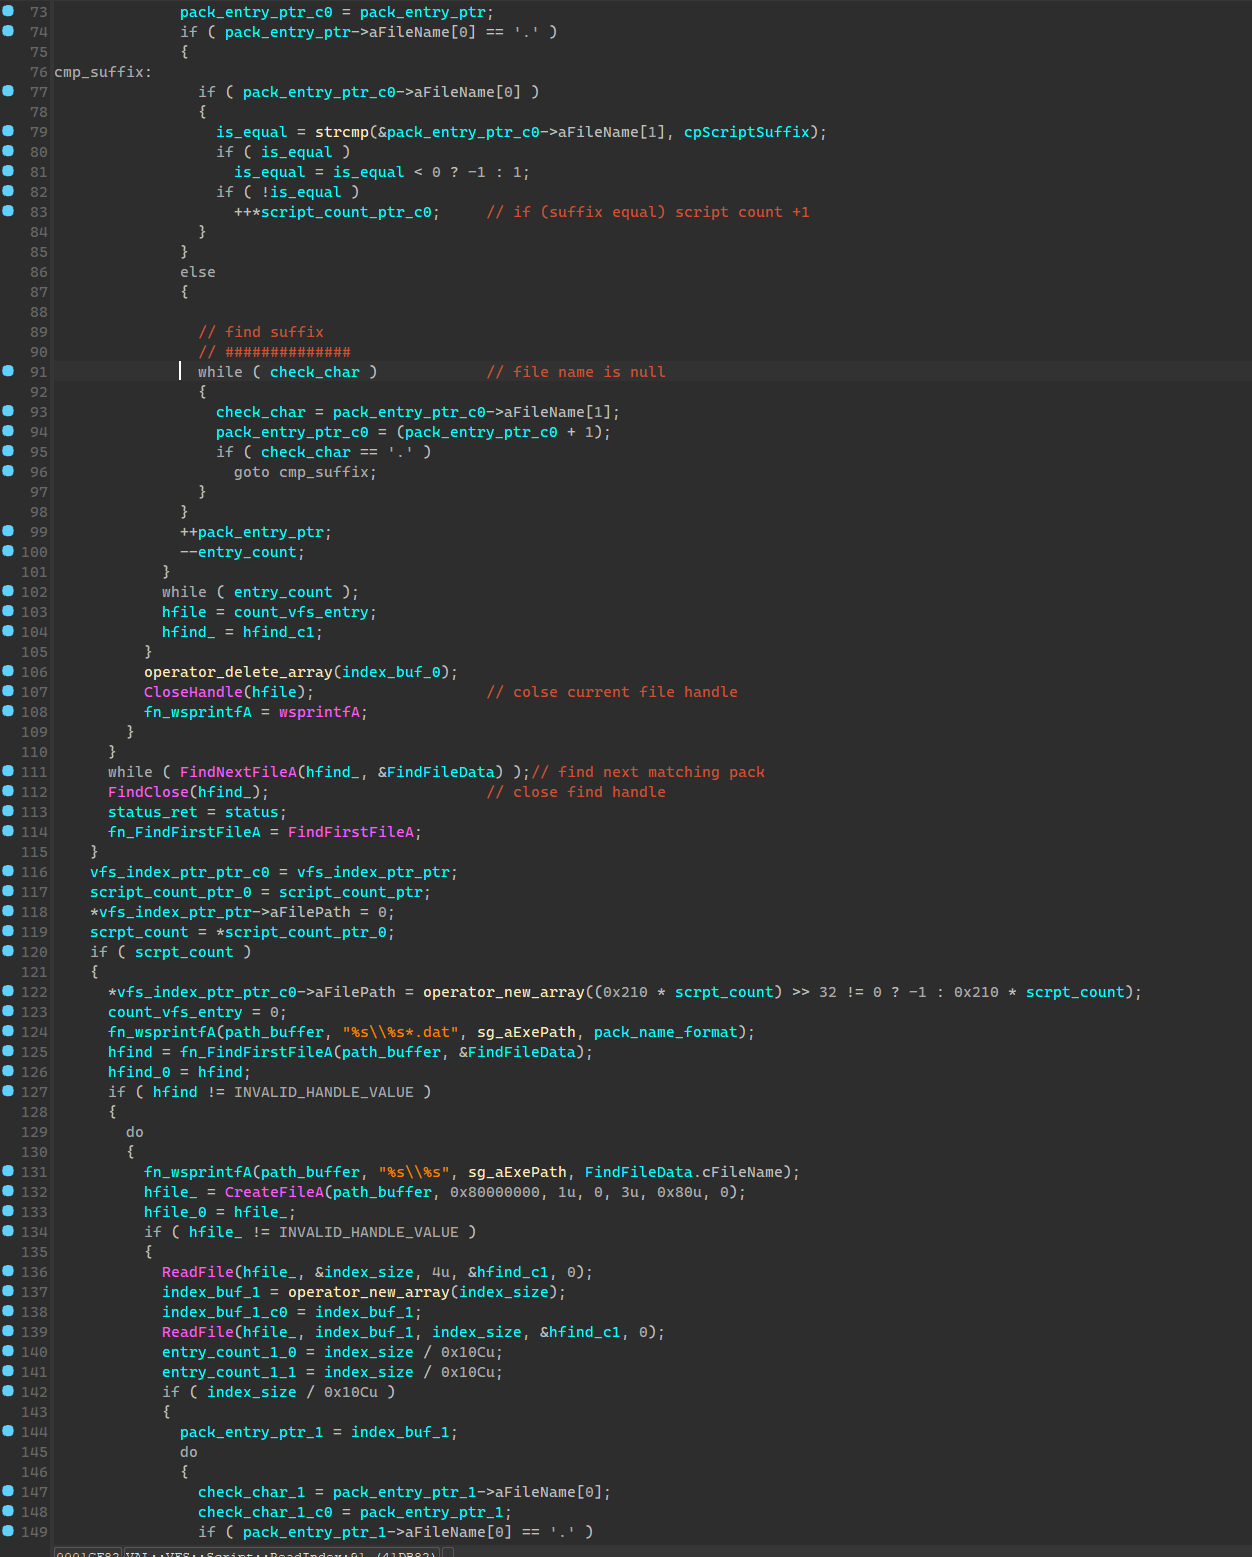 73 pack_entry_ptr_c0 = pack_entry_ptr;
74 if ( pack_entry_ptr->aFileName[0] == '.' )
75 {
76 cmp_suffix:
77 if ( pack_entry_ptr_c0->aFileName[0] )
78 {
79 is_equal = strcmp(&pack_entry_ptr_c0->aFileName[1], cpScriptSuffix);
80 if ( is_equal )
81 is_equal = is_equal < 0 ? -1 : 1;
82 if ( !is_equal )
83 ++*script_count_ptr_c0; // if (suffix equal) script count +1
84 }
85 }
86 else
87 {
88
89 // find suffix
90 // ##############
91 while ( check_char ) // file name is null
92 {
93 check_char = pack_entry_ptr_c0->aFileName[1];
94 pack_entry_ptr_c0 = (pack_entry_ptr_c0 + 1);
95 if ( check_char == '.' )
96 goto cmp_suffix;
97 }
98 }
99 ++pack_entry_ptr;
100 --entry_count;
101 }
102 while ( entry_count );
103 hfile = count_vfs_entry;
104 hfind_ = hfind_c1;
105 }
106 operator_delete_array(index_buf_0);
107 CloseHandle(hfile); // colse current file handle
108 fn_wsprintfA = wsprintfA;
109 }
110 }
111 while ( FindNextFileA(hfind_, &FindFileData) );// find next matching pack
112 FindClose(hfind_); // close find handle
113 status_ret = status;
114 fn_FindFirstFileA = FindFirstFileA;
115 }
116 vfs_index_ptr_ptr_c0 = vfs_index_ptr_ptr;
117 script_count_ptr_0 = script_count_ptr;
118 *vfs_index_ptr_ptr->aFilePath = 0;
119 scrpt_count = *script_count_ptr_0;
120 if ( scrpt_count )
121 {
122 *vfs_index_ptr_ptr_c0->aFilePath = operator_new_array((0x210 * scrpt_count) >> 32 != 0 ? -1 : 0x210 * scrpt_count);
123 count_vfs_entry = 0;
124 fn_wsprintfA(path_buffer, "%s\\%s*.dat", sg_aExePath, pack_name_format);
125 hfind = fn_FindFirstFileA(path_buffer, &FindFileData);
126 hfind_0 = hfind;
127 if ( hfind != INVALID_HANDLE_VALUE )
128 {
129 do
130 {
131 fn_wsprintfA(path_buffer, "%s\\%s", sg_aExePath, FindFileData.cFileName);
132 hfile_ = CreateFileA(path_buffer, 0x80000000, 1u, 0, 3u, 0x80u, 0);
133 hfile_0 = hfile_;
134 if ( hfile_ != INVALID_HANDLE_VALUE )
135 {
136 ReadFile(hfile_, &index_size, 4u, &hfind_c1, 0);
137 index_buf_1 = operator_new_array(index_size);
138 index_buf_1_c0 = index_buf_1;
139 ReadFile(hfile_, index_buf_1, index_size, &hfind_c1, 0);
140 entry_count_1_0 = index_size / 0x10Cu;
141 entry_count_1_1 = index_size / 0x10Cu;
142 if ( index_size / 0x10Cu )
143 {
144 pack_entry_ptr_1 = index_buf_1;
145 do
146 {
147 check_char_1 = pack_entry_ptr_1->aFileName[0];
148 check_char_1_c0 = pack_entry_ptr_1;
149 if ( pack_entry_ptr_1->aFileName[0] == '.' )